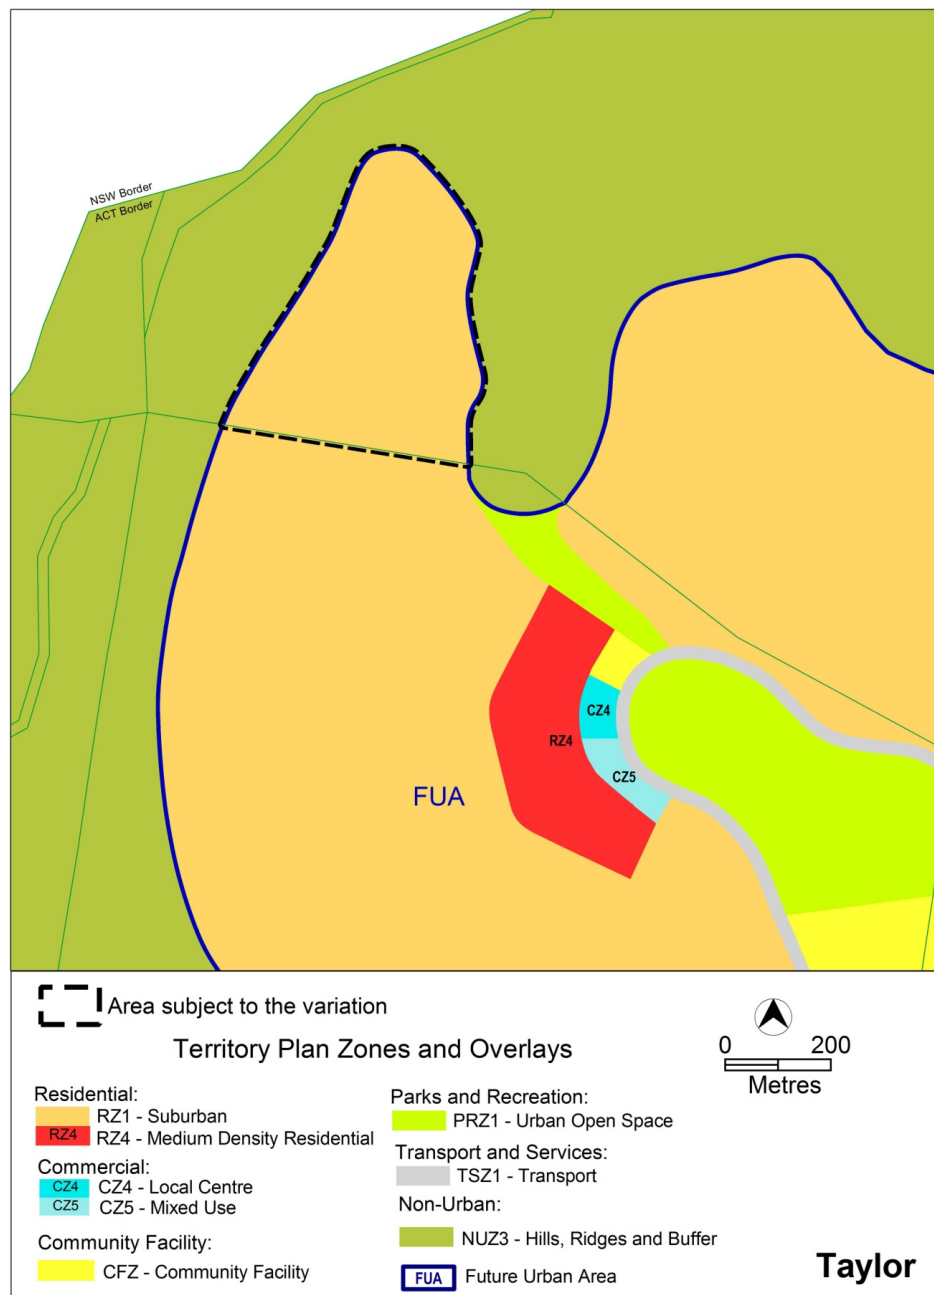 NSW Border
ACT Border
CZ4
RZ4
CZ5
FUA
Area subject to the variation
Territory Plan Zones and Overlays
0 200
Metres
Residential:
RZ1 - Suburban
RZ4 RZ4 - Medium Density Residential
Commercial:
CZ4 CZ4 - Local Centre
CZ5 CZ5 - Mixed Use
Community Facility:
CFZ - Community Facility
Parks and Recreation:
PRZ1 - Urban Open Space
Transport and Services:
TSZ1 - Transport
Non-Urban:
NUZ3 - Hills, Ridges and Buffer
FUA Future Urban Area
Taylor